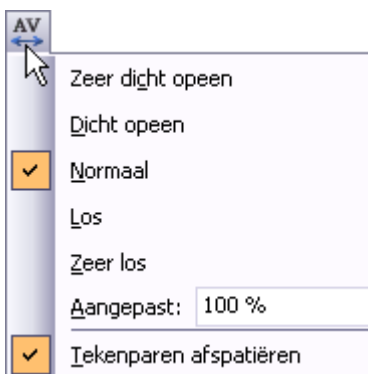 AV
Zeer dicht opeen
Dicht opeen
Normaal
Los
Zeer los
Aangepast: 100 %
Tekenparen afspatiëren